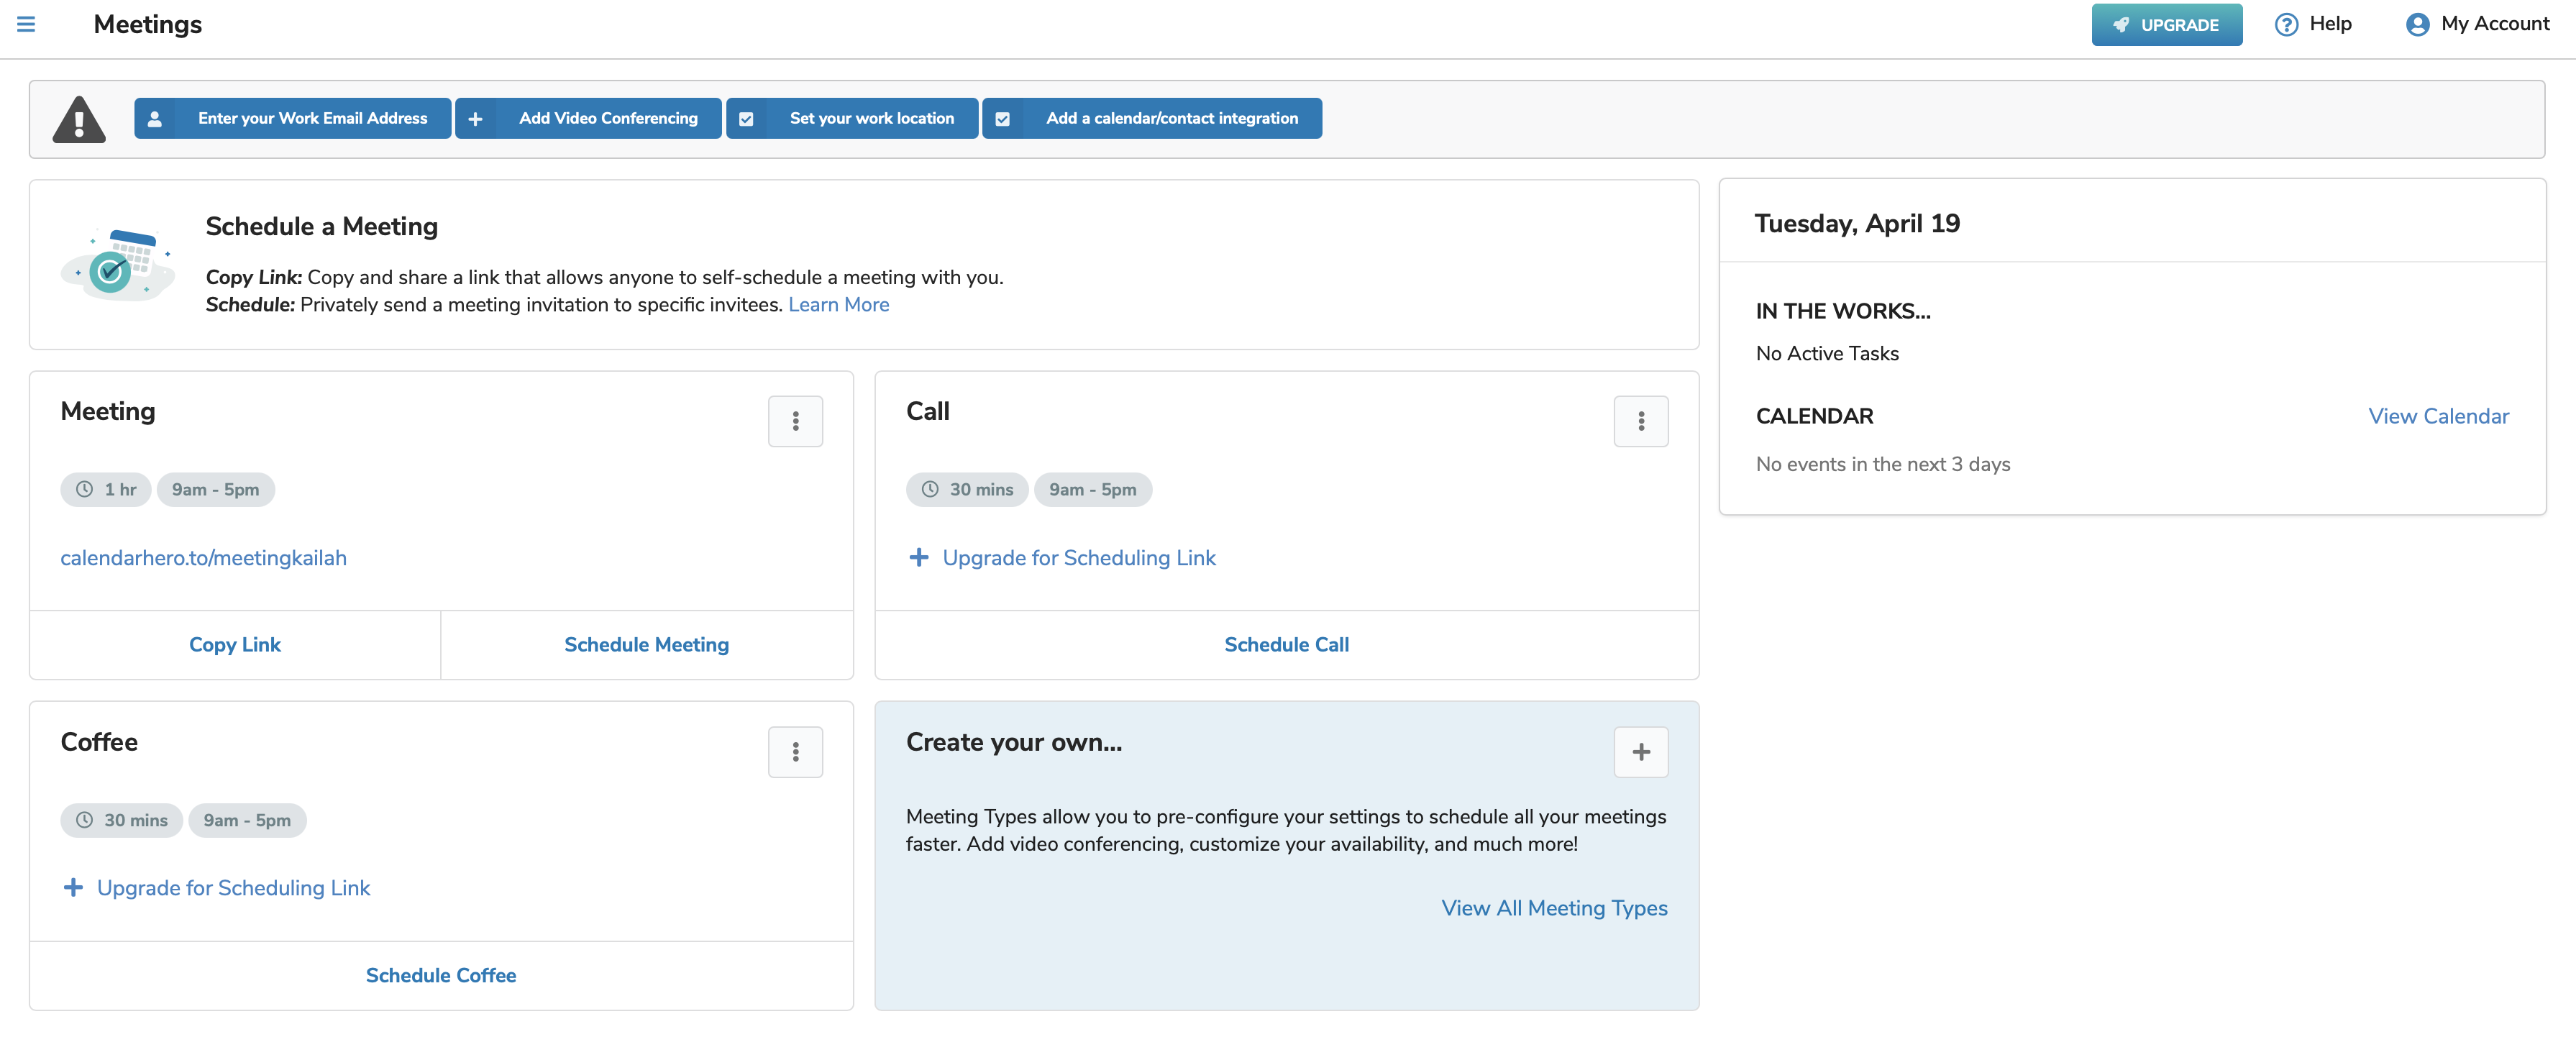 Meetings
UPGRADE
Help
My Account
Enter your Work Email Address
Add Video Conferencing
Set your work location
Add a calendar/contact integration
Schedule a Meeting
Copy Link: Copy and share a link that allows anyone to self-schedule a meeting with you.
Schedule: Privately send a meeting invitation to specific invitees. Learn More
Tuesday, April 19
IN THE WORKS...
No Active Tasks
CALENDAR
View Calendar
No events in the next 3 days
Meeting
1 hr
9am - 5pm
calendarhero.to/meetingkailah
Copy Link
Schedule Meeting
Call
30 mins
9am - 5pm
Upgrade for Scheduling Link
Schedule Call
Coffee
30 mins
9am - 5pm
Upgrade for Scheduling Link
Schedule Coffee
Create your own...
Meeting Types allow you to pre-configure your settings to schedule all your meetings
faster. Add video conferencing, customize your availability, and much more!
View All Meeting Types